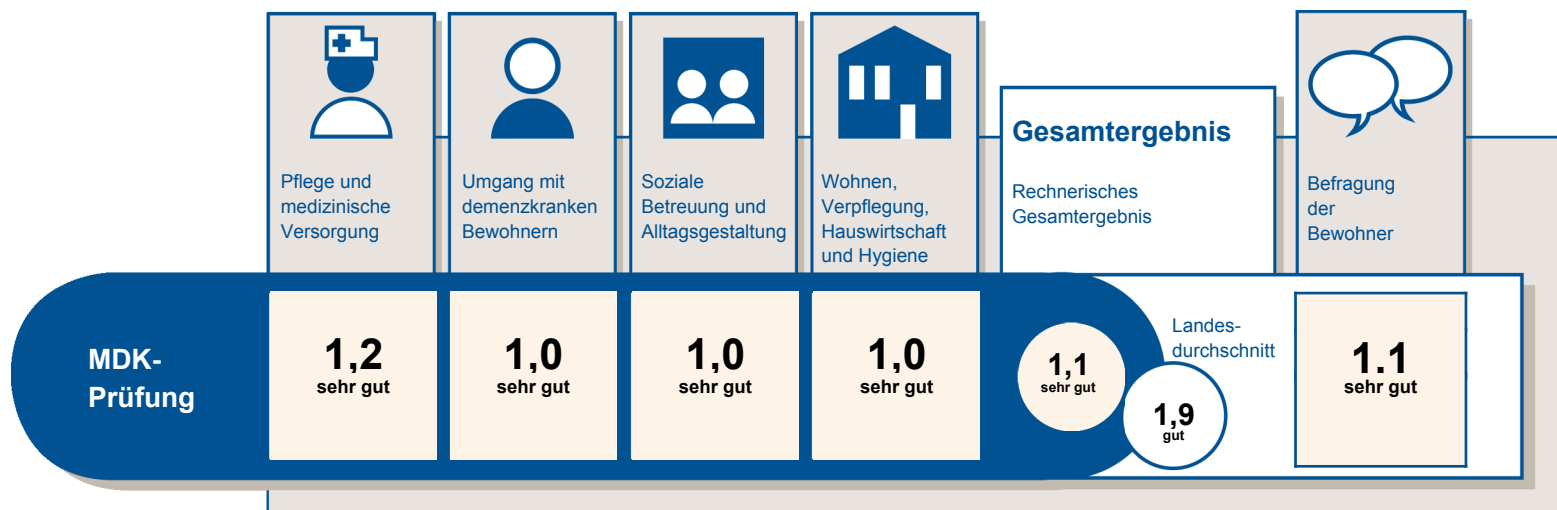 Pflege und
medizinische
Versorgung
Umgang mit
demenzkranken
Bewohnern
Soziale
Betreuung und
Alltagsgestaltung
Wohnen,
Verpflegung,
Hauswirtschaft
und Hygiene
Gesamtergebnis
Rechnerisches
Gesamtergebnis
Befragung
der
Bewohner
MDK-
Prüfung
1,2
sehr gut
1,0
sehr gut
1,0
sehr gut
1,0
sehr gut
1,1
sehr gut
Landes-
durchschnitt
1,9
gut
1.1
sehr gut